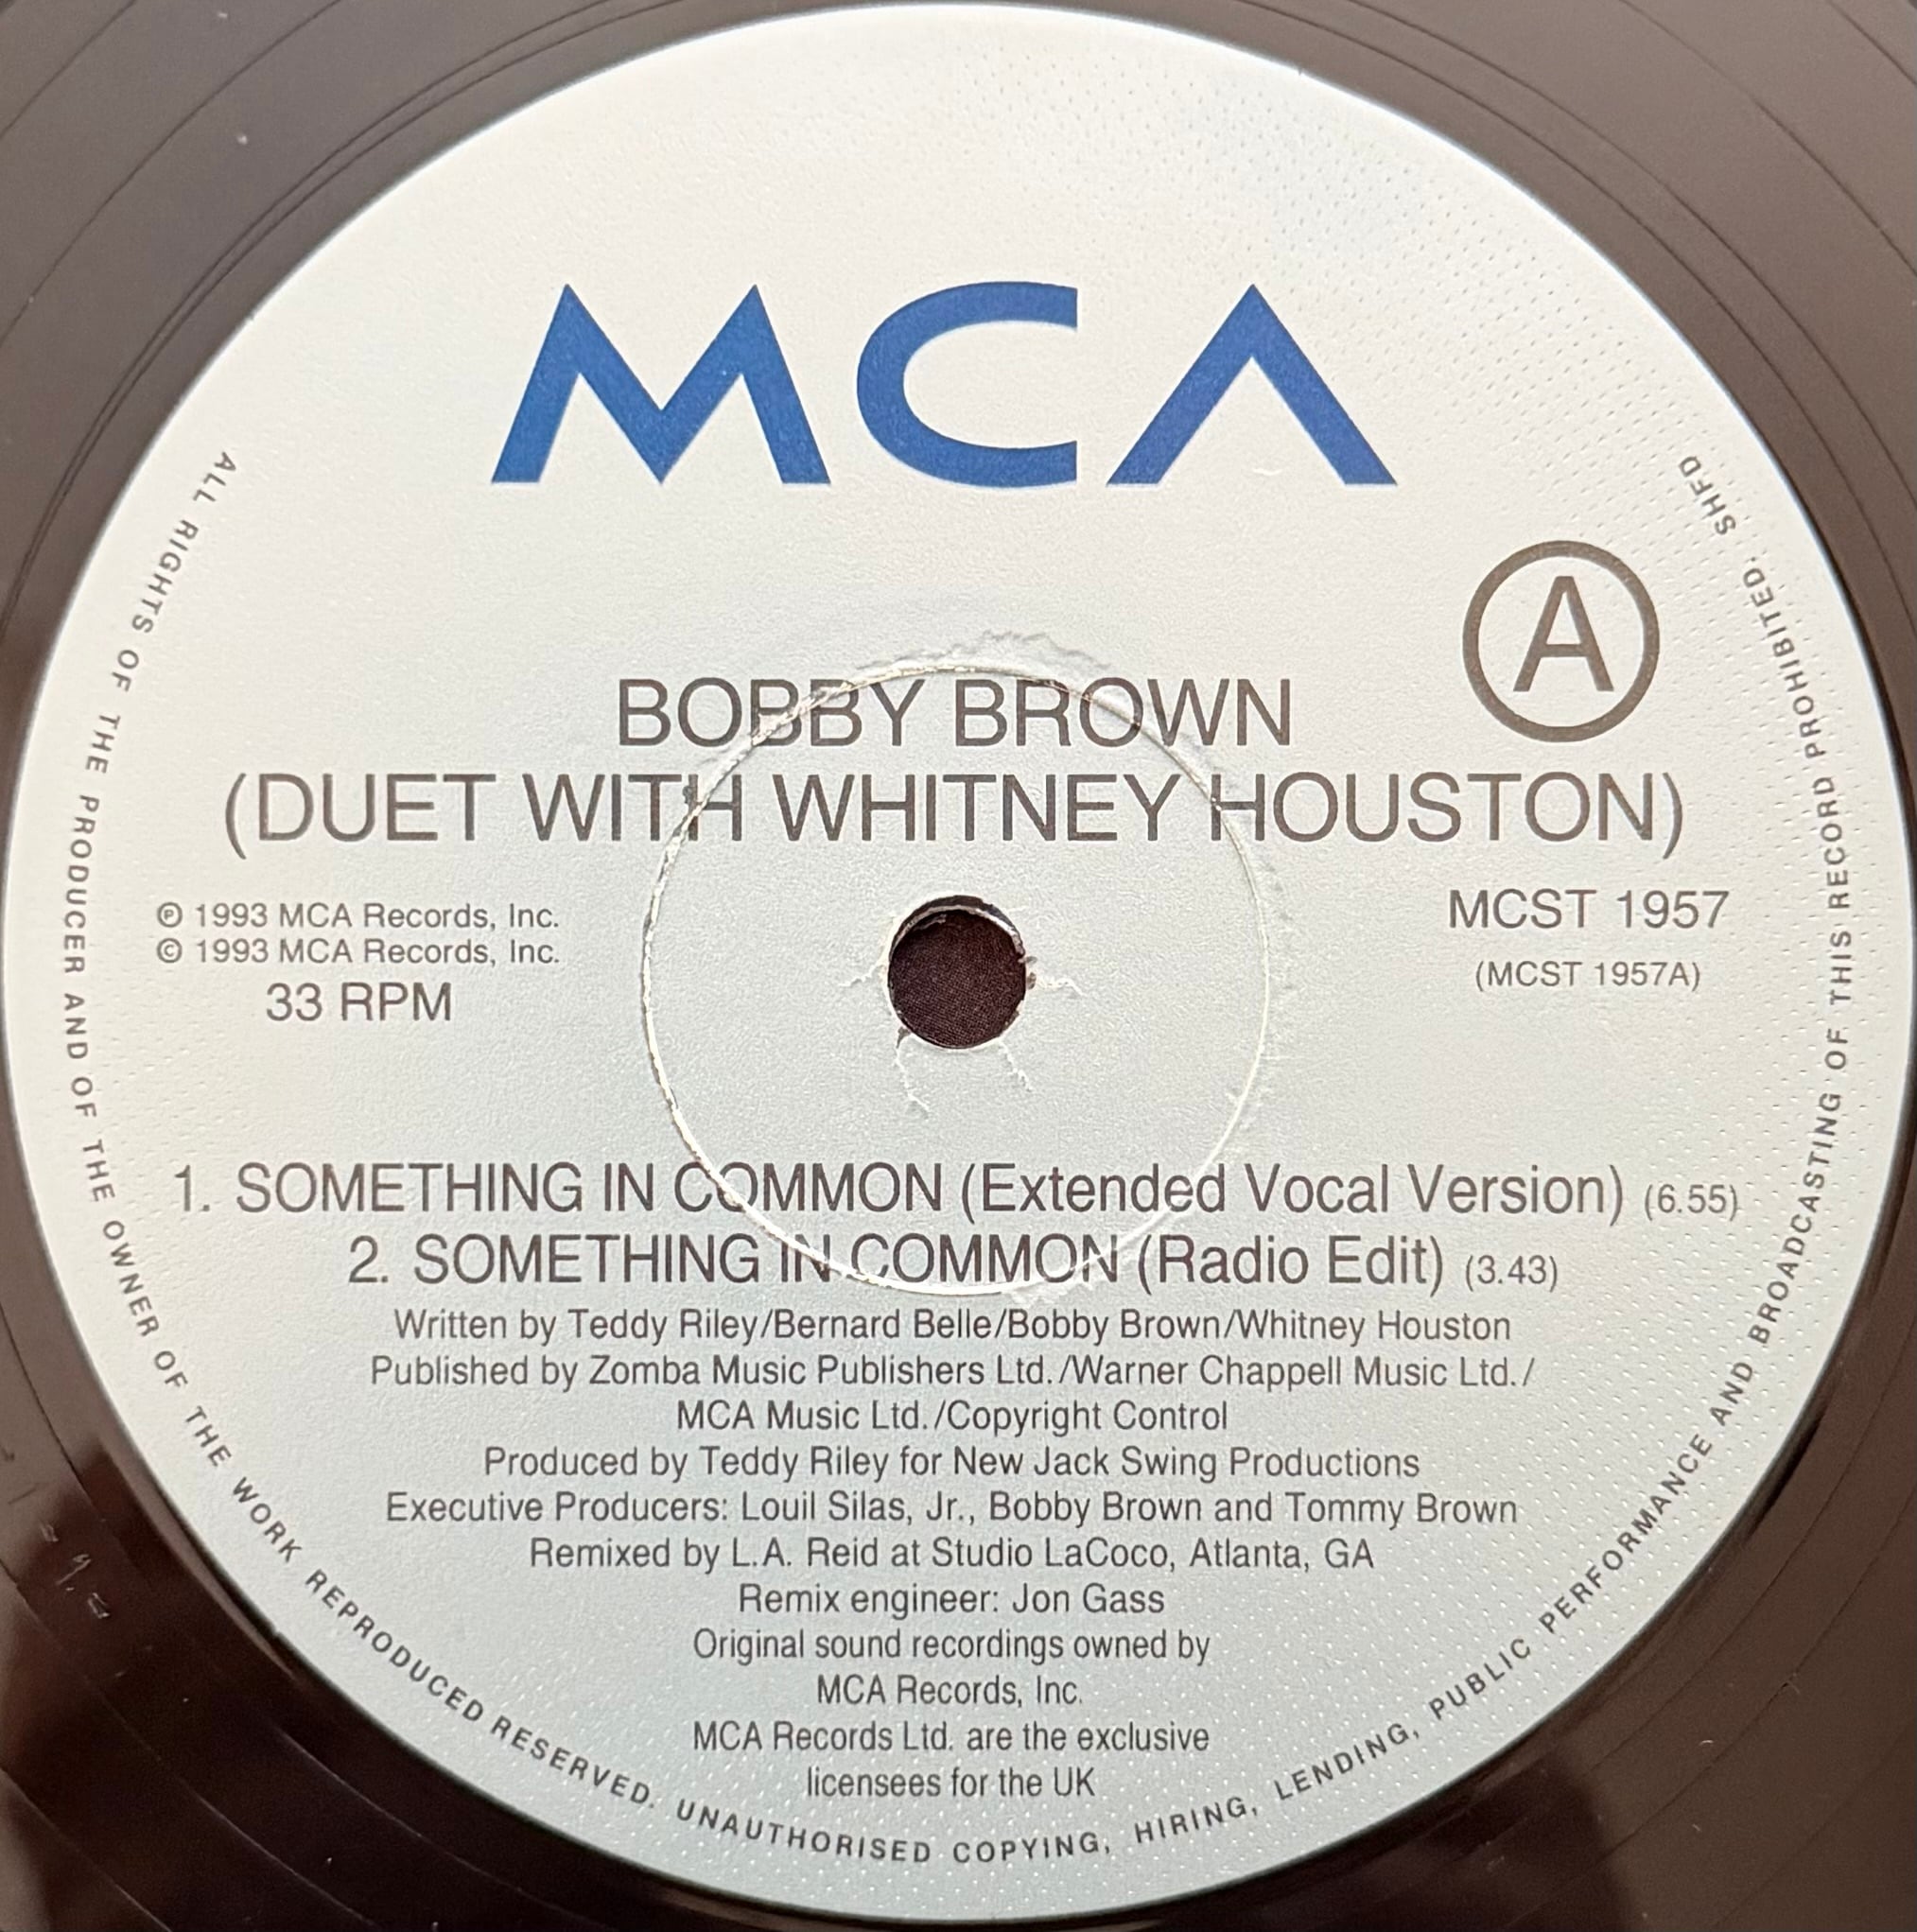 MCA
A
BOBBY BROWN
(DUET WITH WHITNEY HOUSTON)
℗ 1993 MCA Records, Inc.
© 1993 MCA Records, Inc.
33 RPM
MCST 1957
(MCST 1957A)
1. SOMETHING IN COMMON (Extended Vocal Version) (6.55)
2. SOMETHING IN COMMON (Radio Edit) (3.43)
Written by Teddy Riley/Bernard Belle/Bobby Brown/Whitney Houston
Published by Zomba Music Publishers Ltd./Warner Chappell Music Ltd./
MCA Music Ltd./Copyright Control
Produced by Teddy Riley for New Jack Swing Productions
Executive Producers: Louil Silas, Jr., Bobby Brown and Tommy Brown
Remixed by L.A. Reid at Studio LaCoco, Atlanta, GA
Remix engineer: Jon Gass
Original sound recordings owned by
MCA Records, Inc.
MCA Records Ltd. are the exclusive
licensees for the UK
ALL RIGHTS OF THE PRODUCER AND OF THE OWNER OF THE WORK REPRODUCED RESERVED. UNAUTHORISED COPYING, HIRING, LENDING, PUBLIC PERFORMANCE AND BROADCASTING OF THIS RECORD PROHIBITED. SHFD